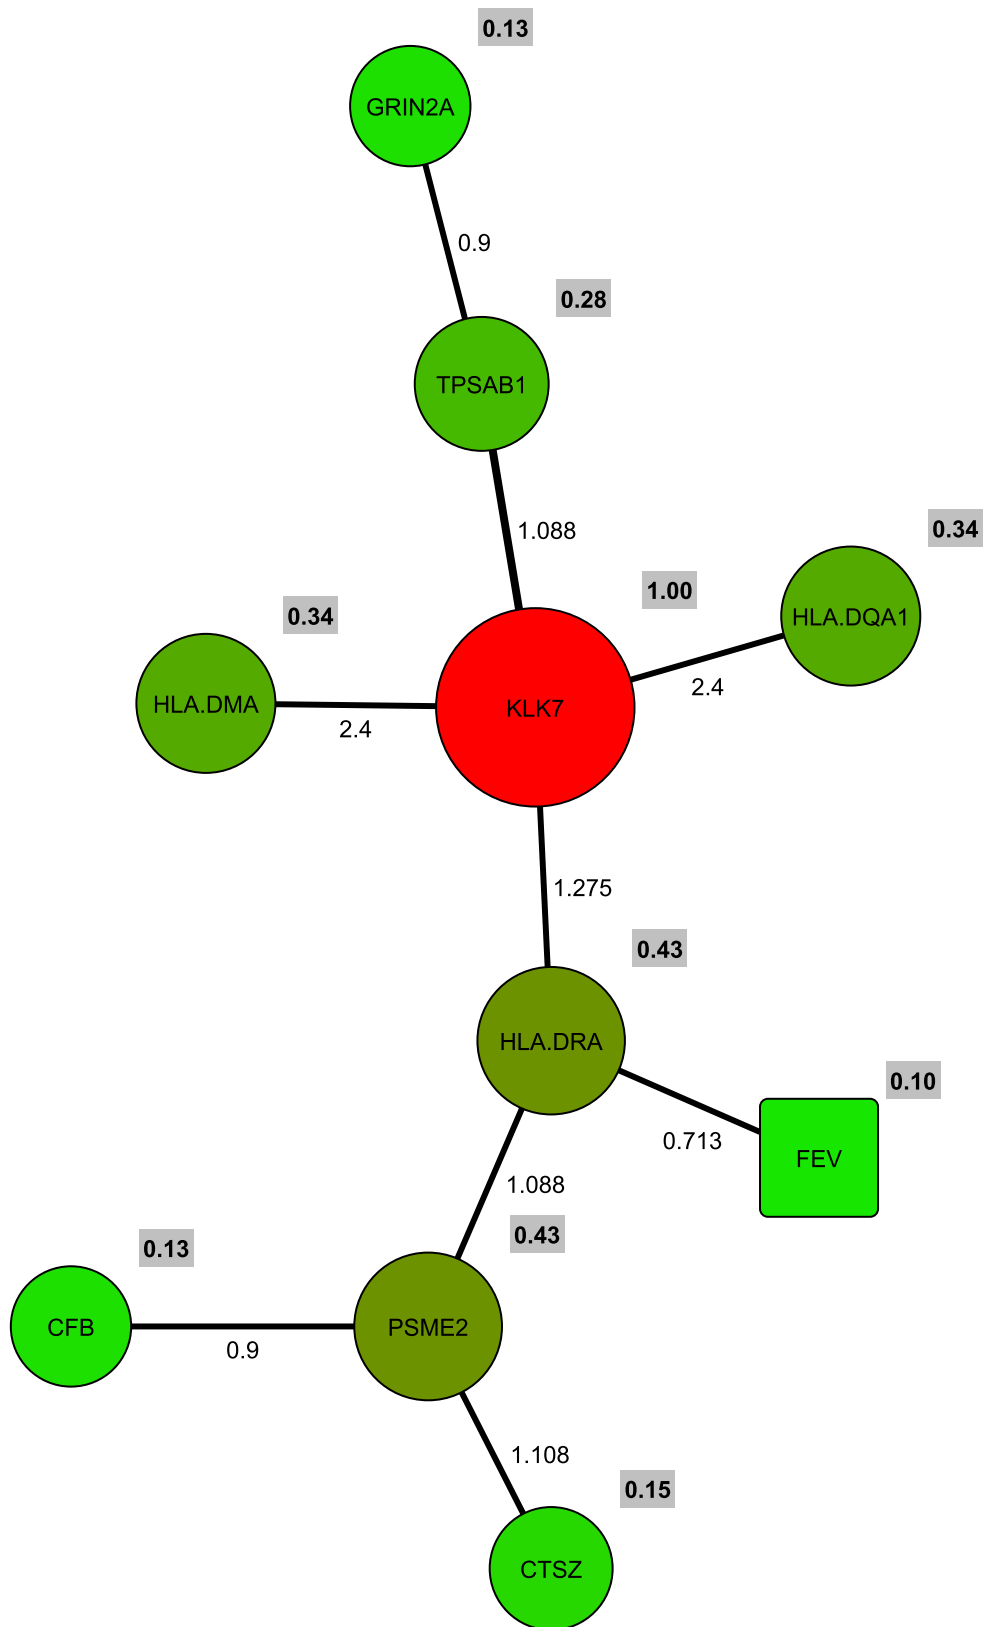 0.13
GRIN2A
0.9
0.28
TPSAB1
1.088
0.34
1.00
0.34
HLA.DQA1
HLA.DMA
KLK7
2.4
2.4
1.275
0.43
HLA.DRA
0.10
0.713
FEV
1.088
0.43
0.13
CFB
PSME2
0.9
1.108
0.15
CTSZ